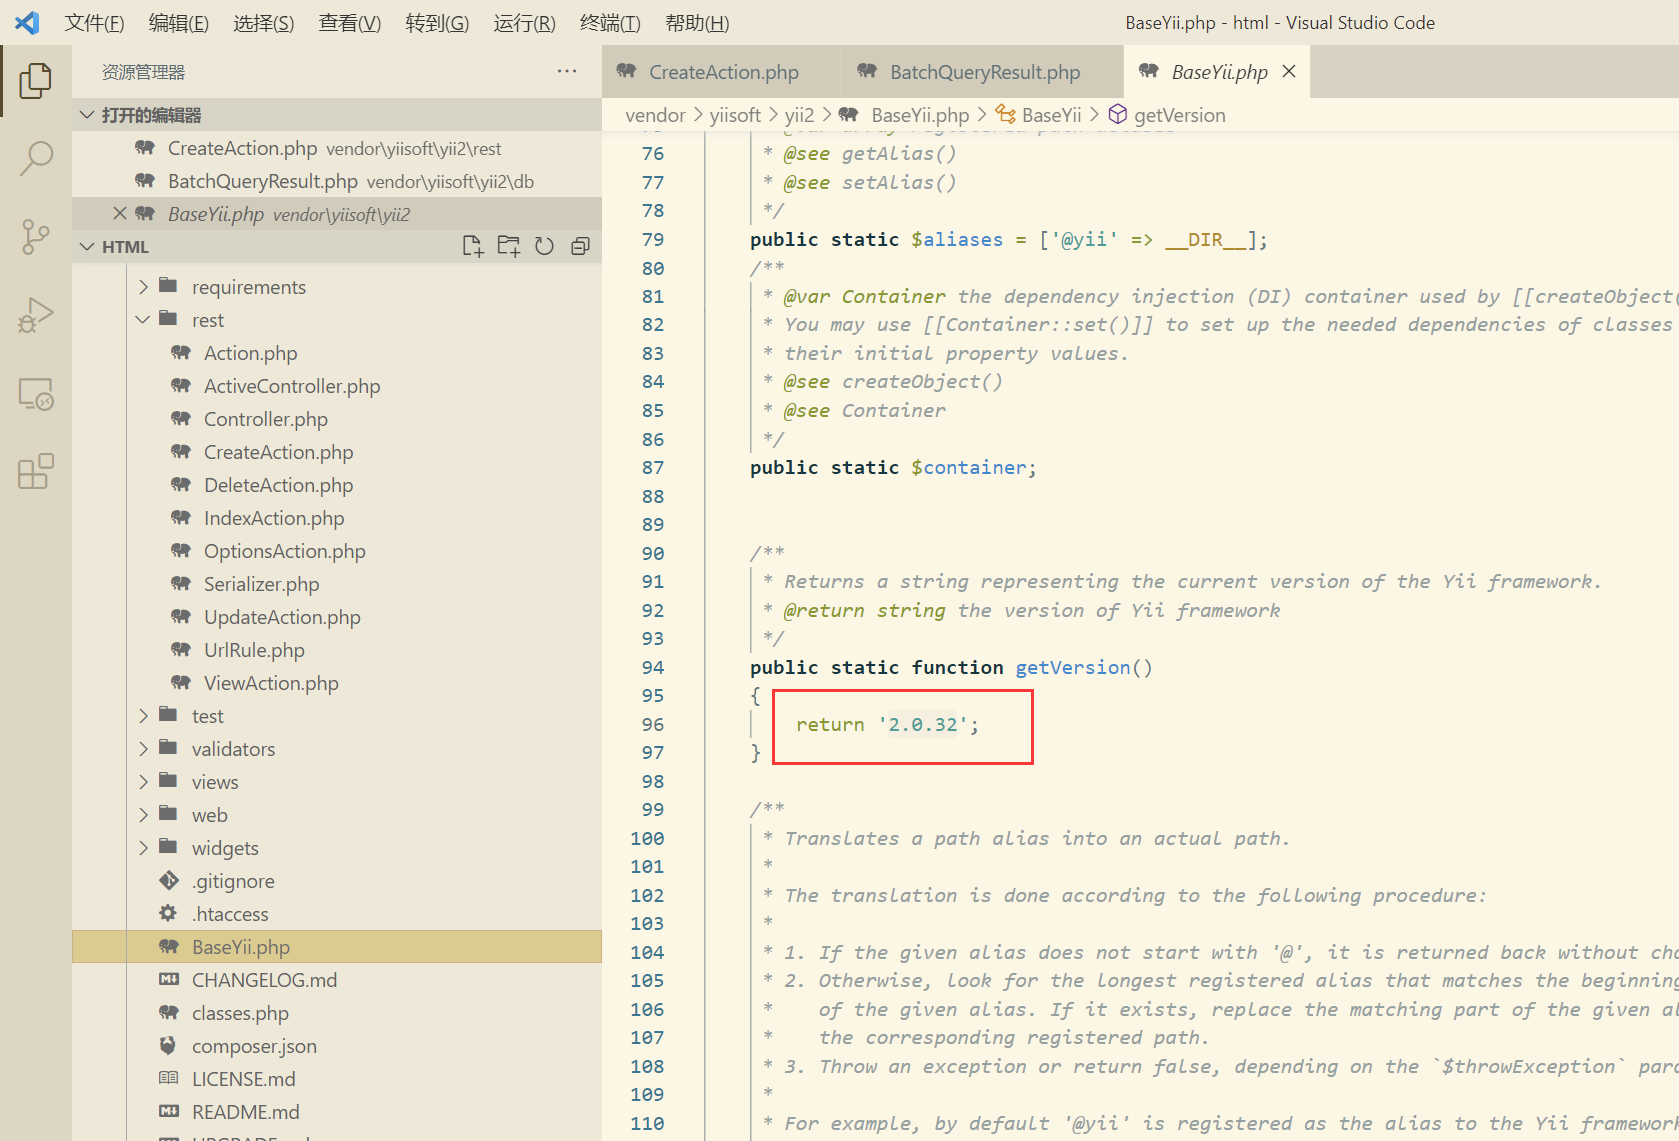 文件(F) 编辑(E) 选择(S) 查看(V) 转到(G) 运行(R) 终端(T) 帮助(H) BaseYii.php - html - Visual Studio Code
资源管理器 ···
打开的编辑器
CreateAction.php vendor\yiisoft\yii2\rest
BatchQueryResult.php vendor\yiisoft\yii2\db
BaseYii.php vendor\yiisoft\yii2
HTML
requirements
rest
Action.php
ActiveController.php
Controller.php
CreateAction.php
DeleteAction.php
IndexAction.php
OptionsAction.php
Serializer.php
UpdateAction.php
UrlRule.php
ViewAction.php
test
validators
views
web
widgets
.gitignore
.htaccess
BaseYii.php
CHANGELOG.md
classes.php
composer.json
LICENSE.md
README.md
CreateAction.php BatchQueryResult.php BaseYii.php
vendor > yiisoft > yii2 > BaseYii.php > BaseYii > getVersion
76 * @see getAlias()
77 * @see setAlias()
78 */
79 public static $aliases = ['@yii' => __DIR__];
80 /**
81 * @var Container the dependency injection (DI) container used by [[createObject(
82 * You may use [[Container::set()]] to set up the needed dependencies of classes
83 * their initial property values.
84 * @see createObject()
85 * @see Container
86 */
87 public static $container;
88
89
90 /**
91 * Returns a string representing the current version of the Yii framework.
92 * @return string the version of Yii framework
93 */
94 public static function getVersion()
95 {
96 return '2.0.32';
97 }
98
99 /**
100 * Translates a path alias into an actual path.
101 *
102 * The translation is done according to the following procedure:
103 *
104 * 1. If the given alias does not start with '@', it is returned back without cha
105 * 2. Otherwise, look for the longest registered alias that matches the beginning
106 * of the given alias. If it exists, replace the matching part of the given al
107 * the corresponding registered path.
108 * 3. Throw an exception or return false, depending on the `$throwException` para
109 *
110 * For example, by default '@yii' is registered as the alias to the Yii framework